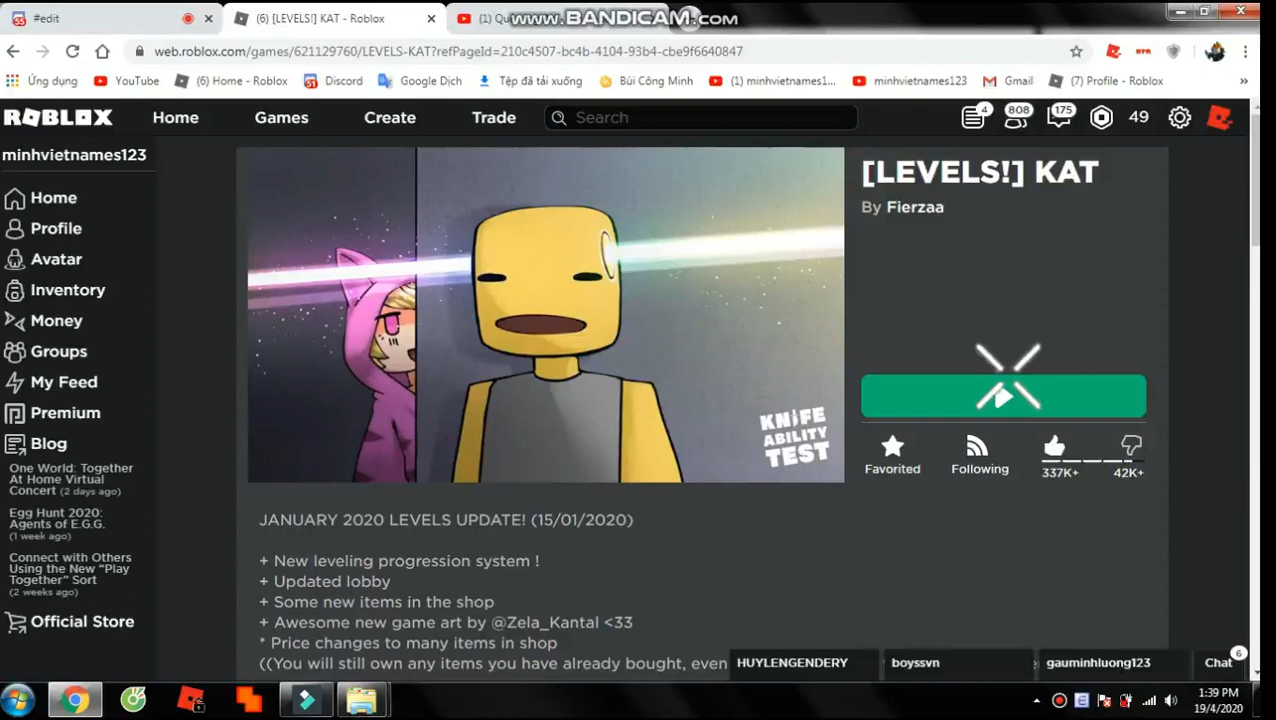 #edit
(6) [LEVELS!] KAT - Roblox
(1) Qu
www.BANDICAM.com
web.roblox.com/games/621129760/LEVELS-KAT?refPageId=210c4507-bc4b-4104-93b4-cbe9f6640847
Ứng dụng
YouTube
(6) Home - Roblox
Discord
Google Dịch
Tệp đã tải xuống
Bùi Công Minh
(1) minhvietnames1...
minhvietnames123
Gmail
(7) Profile - Roblox
»
ROBLOX
Home
Games
Create
Trade
Search
4
808
175
49
minhvietnames123
Home
Profile
Avatar
Inventory
Money
Groups
My Feed
Premium
Blog
One World: Together
At Home Virtual
Concert (2 days ago)
Egg Hunt 2020:
Agents of E.G.G.
(1 week ago)
Connect with Others
Using the New "Play
Together" Sort
(2 weeks ago)
Official Store
KNIFE
ABILITY
TEST
[LEVELS!] KAT
By Fierzaa
Favorited
Following
337K+
42K+
JANUARY 2020 LEVELS UPDATE! (15/01/2020)
+ New leveling progression system !
+ Updated lobby
+ Some new items in the shop
+ Awesome new game art by @Zela_Kantal <33
* Price changes to many items in shop
((You will still own any items you have already bought, even
HUYLENGENDERY
boyssvn
gauminhluong123
Chat
6
1:39 PM
19/4/2020